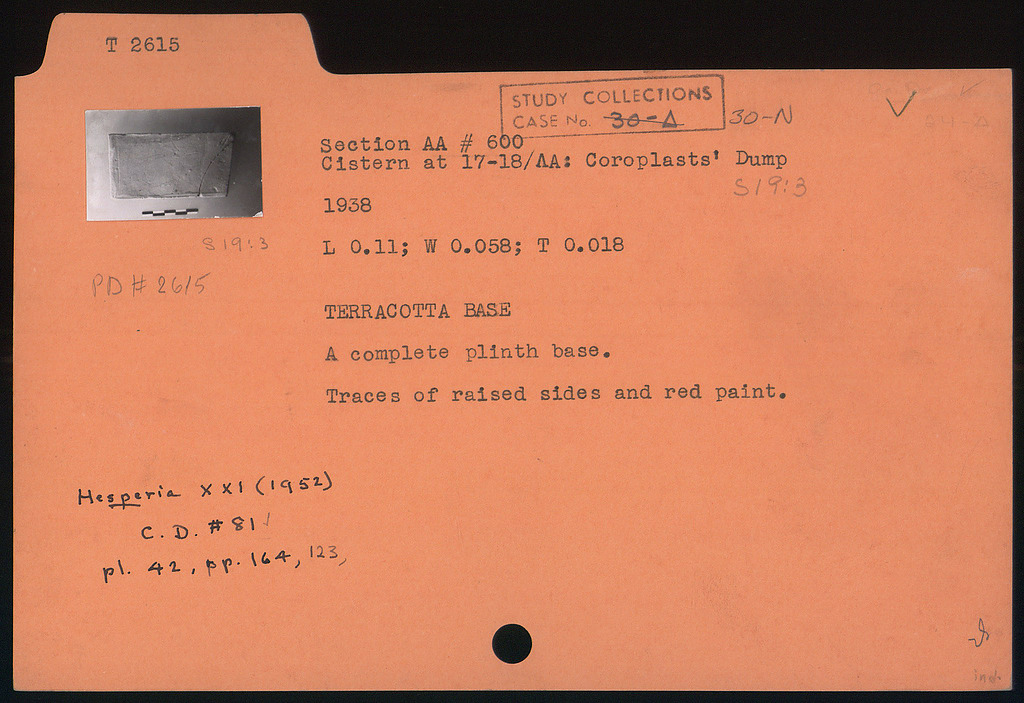 T 2615
STUDY COLLECTIONS
CASE No. 30-Δ 30-N
Section AA # 600
Cistern at 17-18/ΛA: Coroplasts' Dump
S19:3
1938
S19:3
L 0.11; W 0.058; T 0.018
PD # 2615
TERRACOTTA BASE
A complete plinth base.
Traces of raised sides and red paint.
Hesperia XXI (1952)
C. D. # 81
pl. 42, pp. 164, 123,